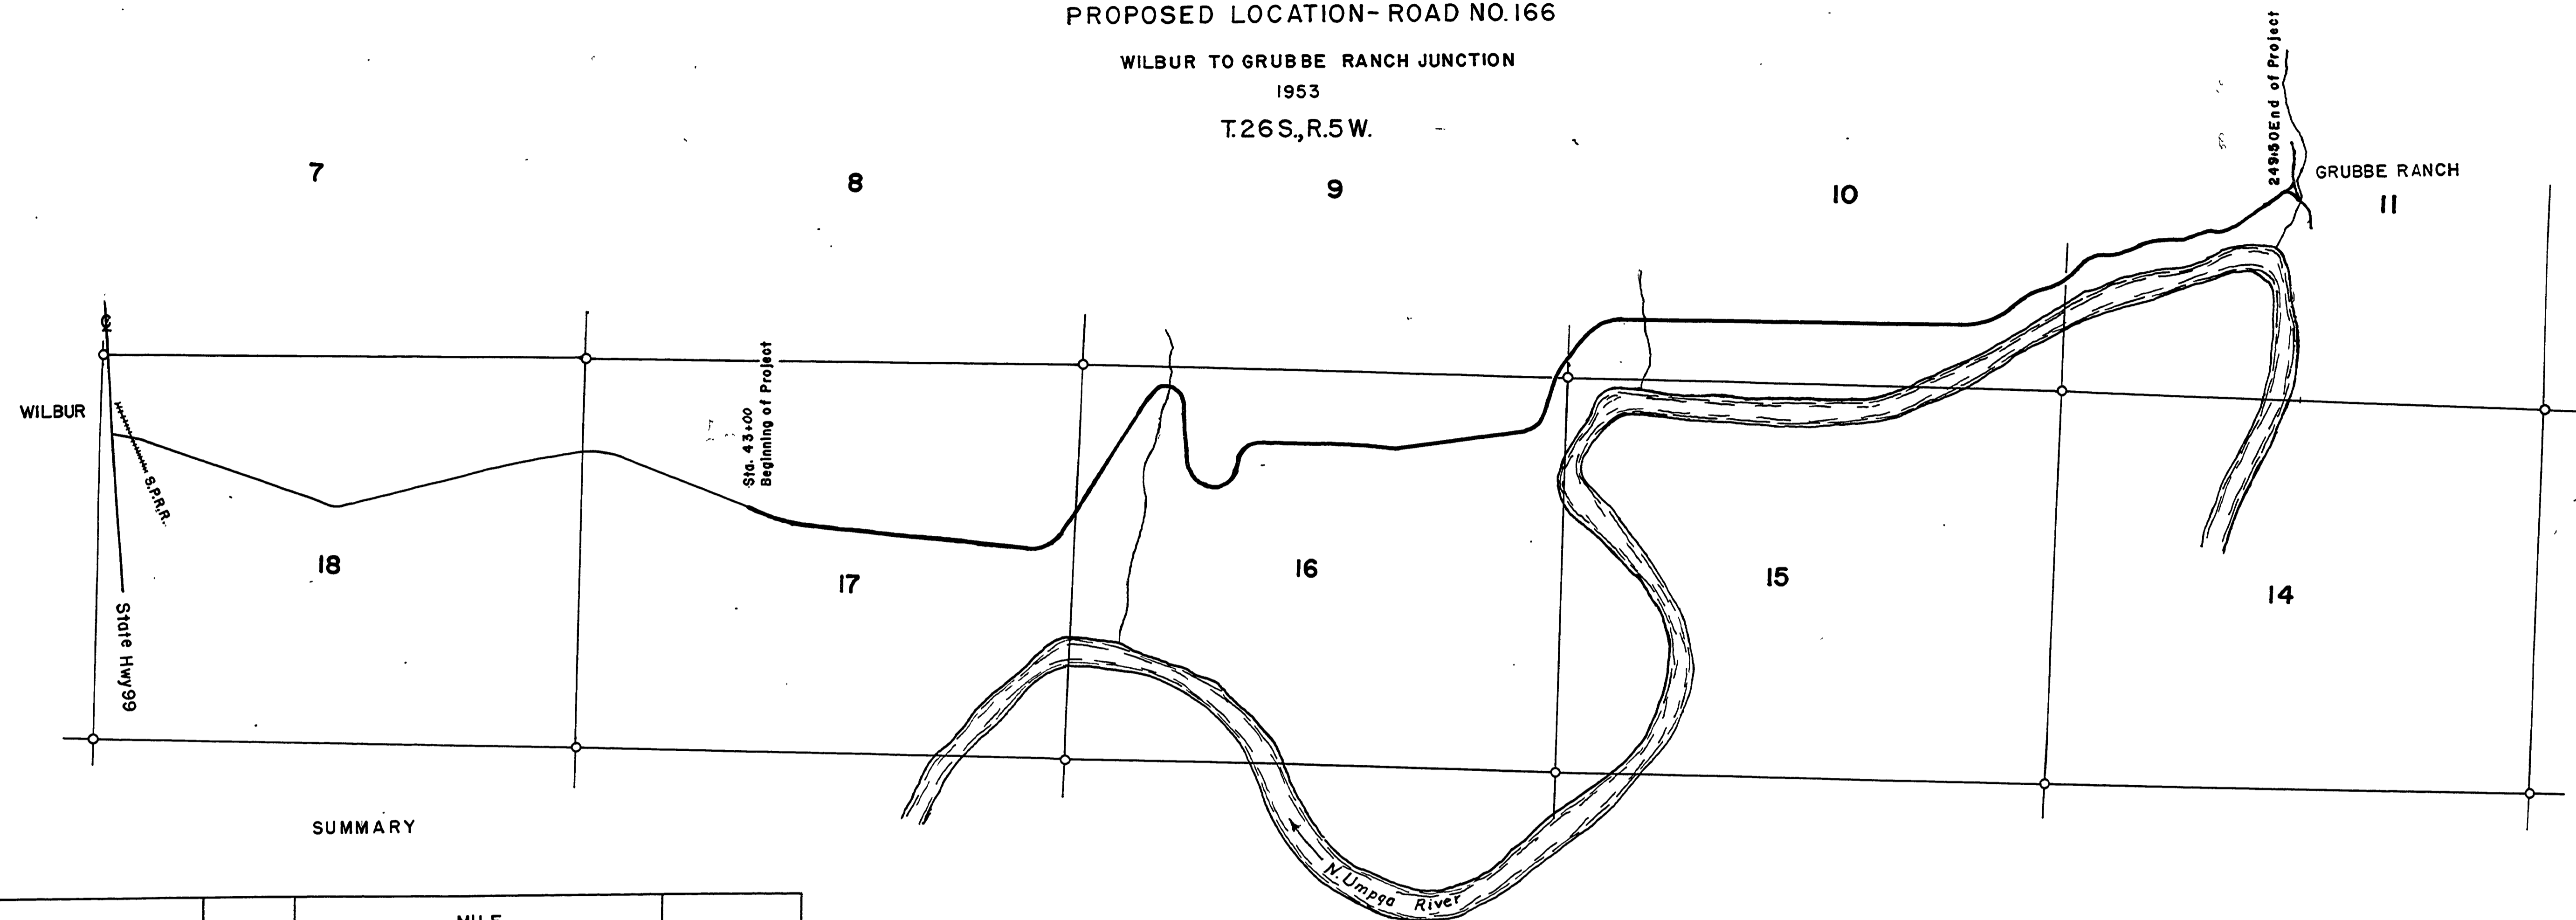 PROPOSED LOCATION- ROAD NO. 166
WILBUR TO GRUBBE RANCH JUNCTION
1953
T. 26 S., R. 5 W.
7
8
9
10
11
GRUBBE RANCH
249+50 End of Project
WILBUR
S.P.R.R.
State Hwy 99
Sta. 43+00
Beginning of Project
18
17
16
15
14
N. Umpqa River
SUMMARY
MILE